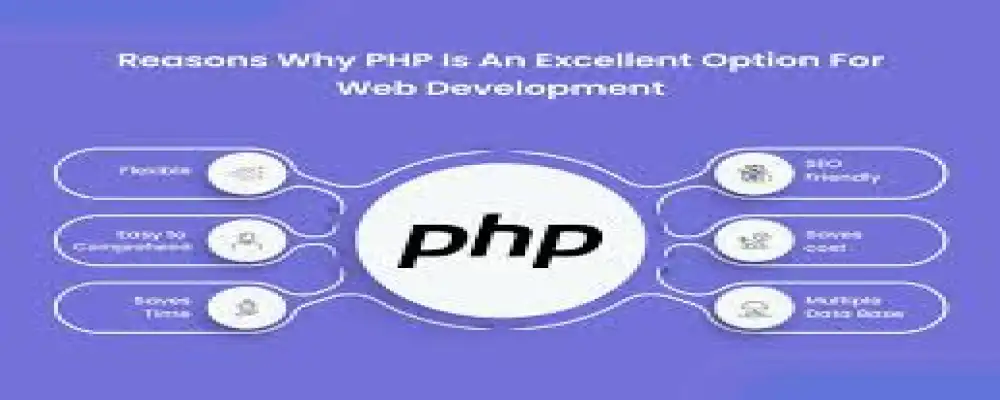 Reasons Why PHP Is An Excellent Option For
Web Development
Flexible
Easy to
Comprehend
Saves
Time
php
SEO
Friendly
Saves
cost
Multiple
Data Base